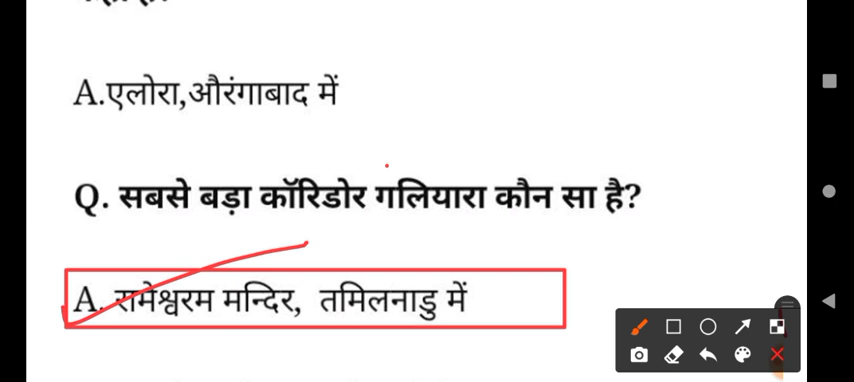 A.एलोरा,औरंगाबाद में
Q. सबसे बड़ा कॉरिडोर गलियारा कौन सा है?
A. रामेश्वरम मन्दिर, तमिलनाडु में